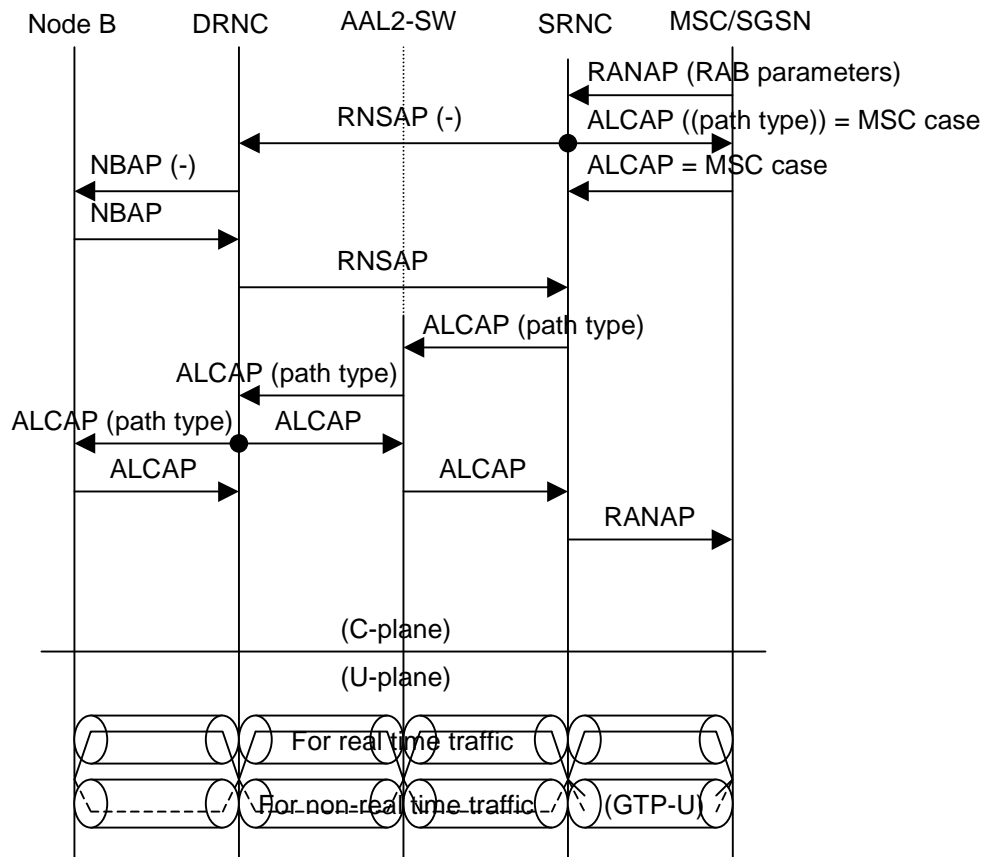 Node B DRNC AAL2-SW SRNC MSC/SGSN
RANAP (RAB parameters)
RNSAP (-) ALCAP ((path type)) = MSC case
NBAP (-) ALCAP = MSC case
NBAP
RNSAP
ALCAP (path type)
ALCAP (path type)
ALCAP (path type) ALCAP
ALCAP ALCAP
RANAP
(C-plane)
(U-plane)
For real time traffic
For non-real time traffic (GTP-U)